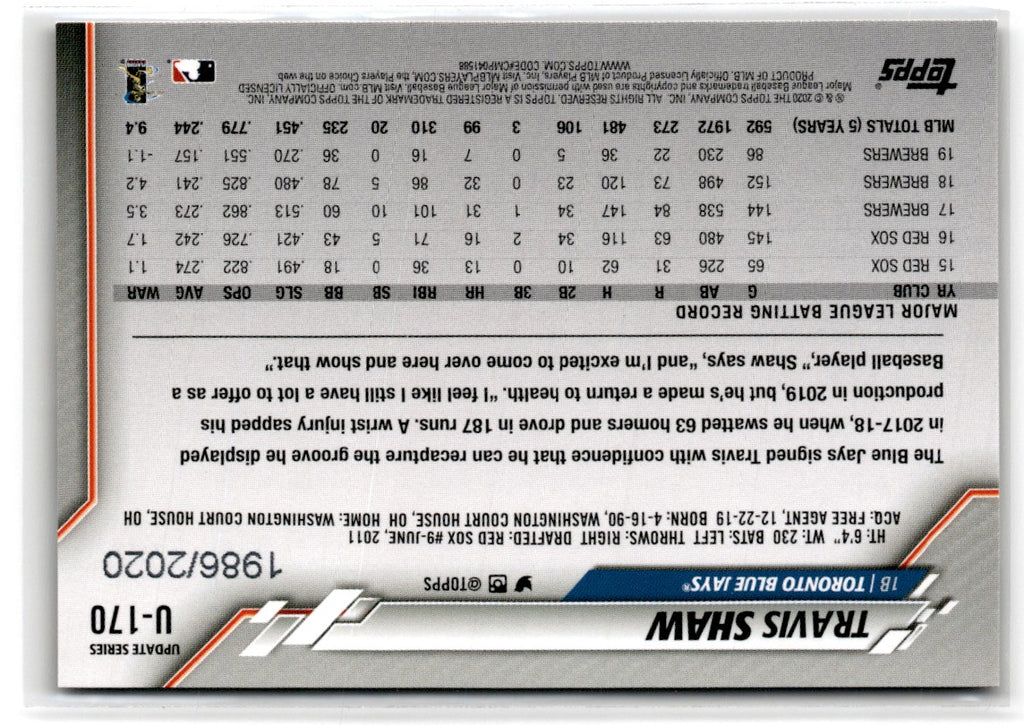 UPDATE SERIES
U-170
TRAVIS SHAW
1B | TORONTO BLUE JAYS®
@TOPPS
1986/2020
HT: 6'4" WT: 230 BATS: LEFT THROWS: RIGHT DRAFTED: RED SOX #9-JUNE, 2011
ACQ: FREE AGENT, 12-22-19 BORN: 4-16-90, WASHINGTON COURT HOUSE, OH HOME: WASHINGTON COURT HOUSE, OH
The Blue Jays signed Travis with confidence that he can recapture the groove he displayed
in 2017-18, when he swatted 63 homers and drove in 187 runs. A wrist injury sapped his
production in 2019, but he's made a return to health. "I feel like I still have a lot to offer as a
Baseball player," Shaw says, "and I'm excited to come over here and show that."
MAJOR LEAGUE BATTING RECORD
YR CLUB G AB R H 2B 3B HR RBI SB BB SLG OPS AVG WAR
15 RED SOX 65 226 31 62 10 0 13 36 0 18 .491 .822 .274 1.1
16 RED SOX 145 480 63 116 34 2 16 71 5 43 .421 .726 .242 1.7
17 BREWERS 144 538 84 147 34 1 31 101 10 60 .513 .862 .273 3.5
18 BREWERS 152 498 73 120 23 0 32 86 5 78 .480 .825 .241 4.2
19 BREWERS 86 230 22 36 5 0 7 16 0 36 .270 .551 .157 -1.1
MLB TOTALS (5 YEARS) 592 1972 273 481 106 3 99 310 20 235 .451 .779 .244 9.4
topps®
® & © 2020 THE TOPPS COMPANY, INC. ALL RIGHTS RESERVED. TOPPS IS A REGISTERED TRADEMARK OF THE TOPPS COMPANY, INC.
Major League Baseball trademarks and copyrights are used with permission of Major League Baseball. Visit MLB.com. OFFICIALLY LICENSED
PRODUCT OF MLB. Officially Licensed Product of MLB Players, Inc. Visit MLBPLAYERS.COM, the Players Choice on the web.
WWW.TOPPS.COM. CODE#CMP041588